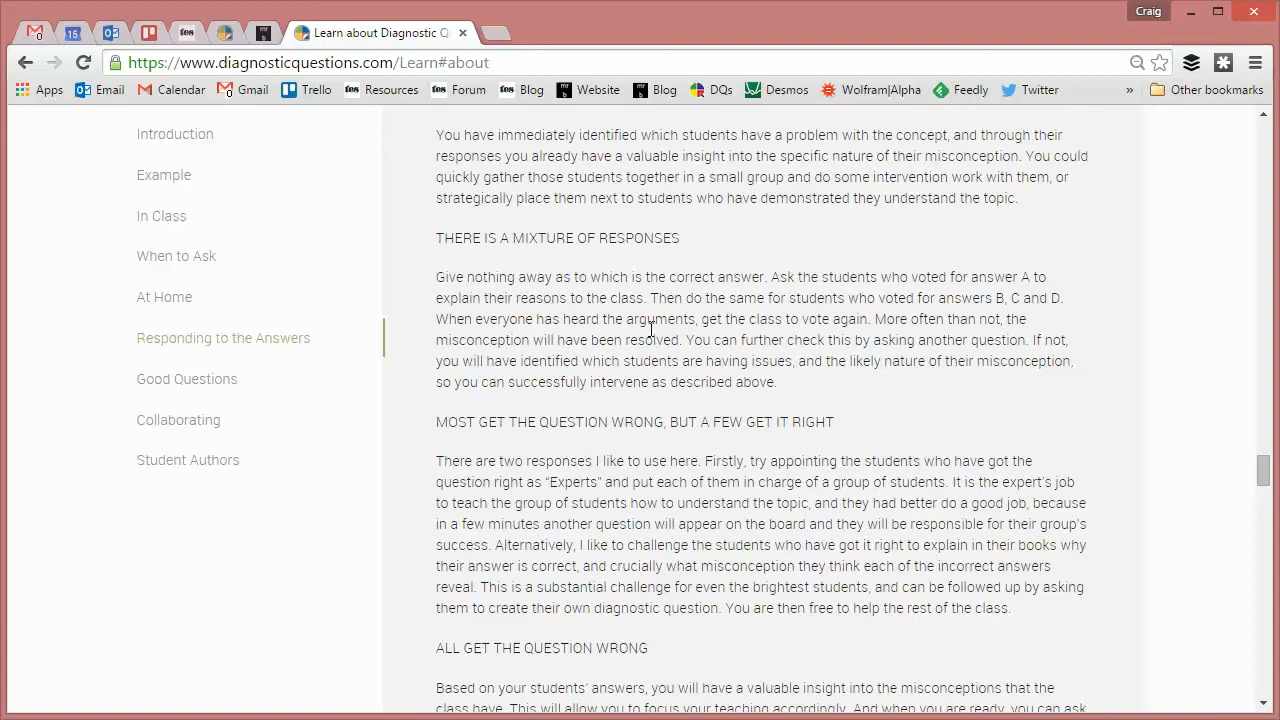 Craig
Learn about Diagnostic Q
https://www.diagnosticquestions.com/Learn#about
Apps Email Calendar Gmail Trello Resources Forum Blog Website Blog DQs Desmos Wolfram|Alpha Feedly Twitter » Other bookmarks
Introduction
Example
In Class
When to Ask
At Home
Responding to the Answers
Good Questions
Collaborating
Student Authors
You have immediately identified which students have a problem with the concept, and through their
responses you already have a valuable insight into the specific nature of their misconception. You could
quickly gather those students together in a small group and do some intervention work with them, or
strategically place them next to students who have demonstrated they understand the topic.
THERE IS A MIXTURE OF RESPONSES
Give nothing away as to which is the correct answer. Ask the students who voted for answer A to
explain their reasons to the class. Then do the same for students who voted for answers B, C and D.
When everyone has heard the arguments, get the class to vote again. More often than not, the
misconception will have been resolved. You can further check this by asking another question. If not,
you will have identified which students are having issues, and the likely nature of their misconception,
so you can successfully intervene as described above.
MOST GET THE QUESTION WRONG, BUT A FEW GET IT RIGHT
There are two responses I like to use here. Firstly, try appointing the students who have got the
question right as “Experts” and put each of them in charge of a group of students. It is the expert's job
to teach the group of students how to understand the topic, and they had better do a good job, because
in a few minutes another question will appear on the board and they will be responsible for their group's
success. Alternatively, I like to challenge the students who have got it right to explain in their books why
their answer is correct, and crucially what misconception they think each of the incorrect answers
reveal. This is a substantial challenge for even the brightest students, and can be followed up by asking
them to create their own diagnostic question. You are then free to help the rest of the class.
ALL GET THE QUESTION WRONG
Based on your students' answers, you will have a valuable insight into the misconceptions that the
class have. This will allow you to focus your teaching accordingly. And when you are ready, you can ask